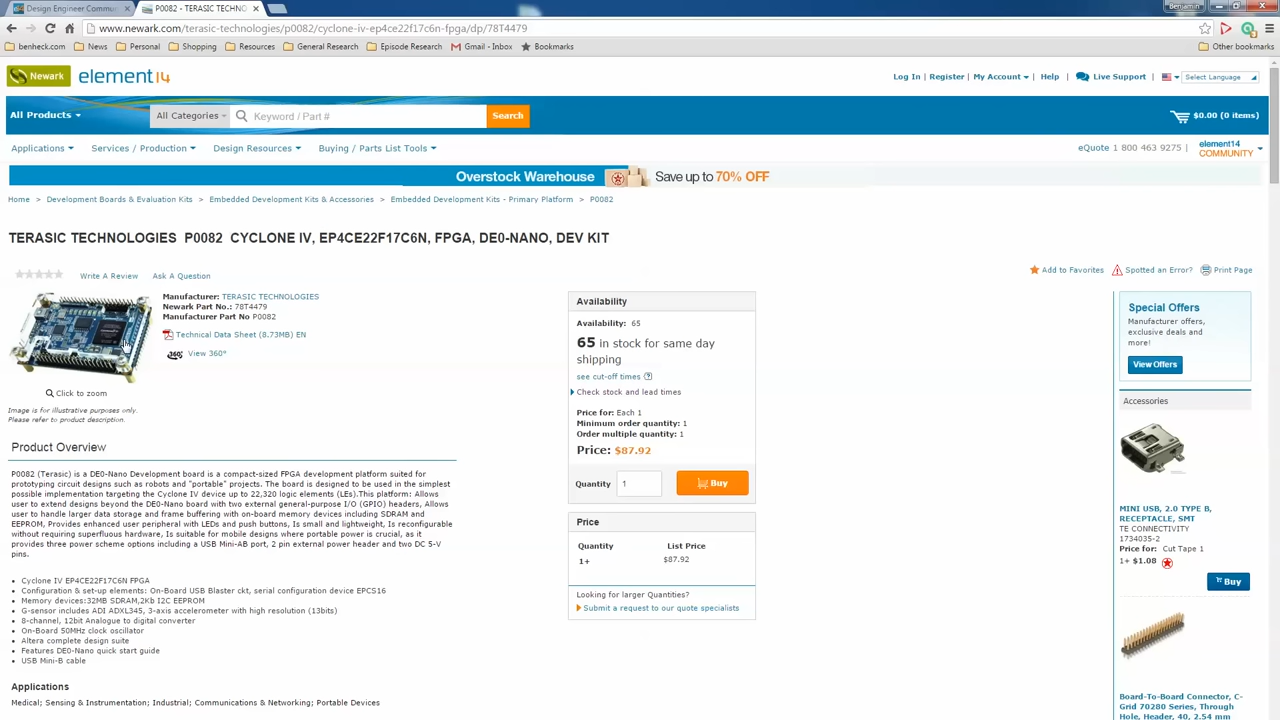 Design Engineer Commu
P0082 - TERASIC TECHNO
Benjamin
www.newark.com/terasic-technologies/p0082/cyclone-iv-ep4ce22f17c6n-fpga/dp/78T4479
benheck.com News Personal Shopping Resources General Research Episode Research Gmail - Inbox Bookmarks Other bookmarks
Newark element14
Log In | Register | My Account | Help Live Support | Select Language
All Products All Categories Keyword / Part # Search $0.00 (0 items)
Applications Services / Production Design Resources Buying / Parts List Tools eQuote 1 800 463 9275 | element14 COMMUNITY
Overstock Warehouse Save up to 70% OFF
Home > Development Boards & Evaluation Kits > Embedded Development Kits & Accessories > Embedded Development Kits - Primary Platform > P0082
TERASIC TECHNOLOGIES P0082 CYCLONE IV, EP4CE22F17C6N, FPGA, DE0-NANO, DEV KIT
Write A Review Ask A Question
Add to Favorites Spotted an Error? Print Page
Manufacturer: TERASIC TECHNOLOGIES
Newark Part No.: 78T4479
Manufacturer Part No P0082
Technical Data Sheet (8.73MB) EN
View 360°
Click to zoom
Image is for illustrative purposes only.
Please refer to product description.
Product Overview
P0082 (Terasic) is a DE0-Nano Development board is a compact-sized FPGA development platform suited for
prototyping circuit designs such as robots and "portable" projects. The board is designed to be used in the simplest
possible implementation targeting the Cyclone IV device up to 22,320 logic elements (LEs).This platform: Allows
user to extend designs beyond the DE0-Nano board with two external general-purpose I/O (GPIO) headers, Allows
user to handle larger data storage and frame buffering with on-board memory devices including SDRAM and
EEPROM, Provides enhanced user peripheral with LEDs and push buttons, Is small and lightweight, Is reconfigurable
without requiring superfluous hardware, Is suitable for mobile designs where portable power is crucial, as it
provides three power scheme options including a USB Mini-AB port, 2 pin external power header and two DC 5-V
pins.
• Cyclone IV EP4CE22F17C6N FPGA
• Configuration & set-up elements: On-Board USB Blaster ckt, serial configuration device EPCS16
• Memory devices:32MB SDRAM,2Kb I2C EEPROM
• G-sensor includes ADI ADXL345, 3-axis accelerometer with high resolution (13bits)
• 8-channel, 12bit Analogue to digital converter
• On-Board 50MHz clock oscillator
• Altera complete design suite
• Features DE0-Nano quick start guide
• USB Mini-B cable
Applications
Medical; Sensing & Instrumentation; Industrial; Communications & Networking; Portable Devices
Availability
Availability: 65
65 in stock for same day
shipping
see cut-off times
Check stock and lead times
Price for: Each 1
Minimum order quantity: 1
Order multiple quantity: 1
Price: $87.92
Quantity 1 Buy
Price
Quantity List Price
1+ $87.92
Looking for larger Quantities?
Submit a request to our quote specialists
Special Offers
Manufacturer offers,
exclusive deals and
more!
View Offers
Accessories
MINI USB, 2.0 TYPE B,
RECEPTACLE, SMT
TE CONNECTIVITY
1734035-2
Price for: Cut Tape 1
1+ $1.08
Buy
Board-To-Board Connector, C-
Grid 70280 Series, Through
Hole, Header, 40, 2.54 mm